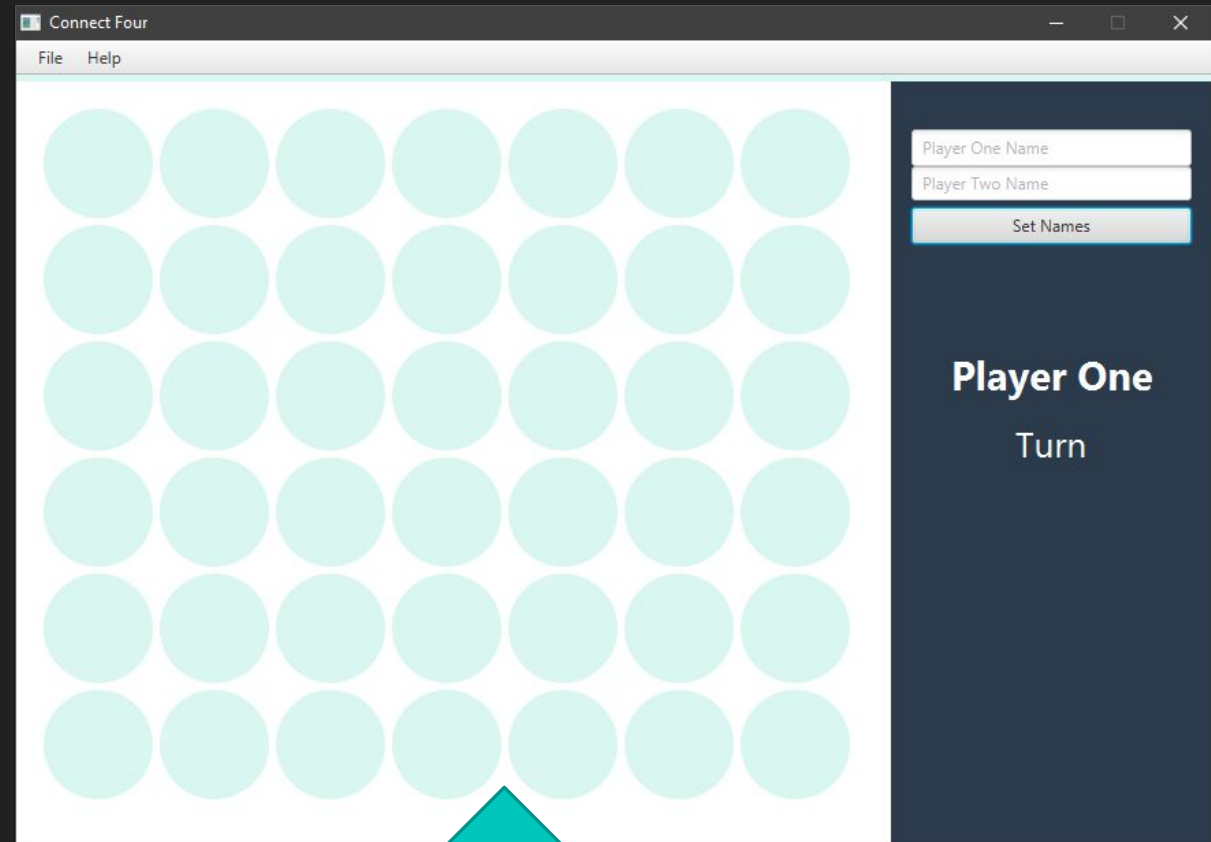 Connect Four
File Help
Player One Name
Player Two Name
Set Names
Player One
Turn